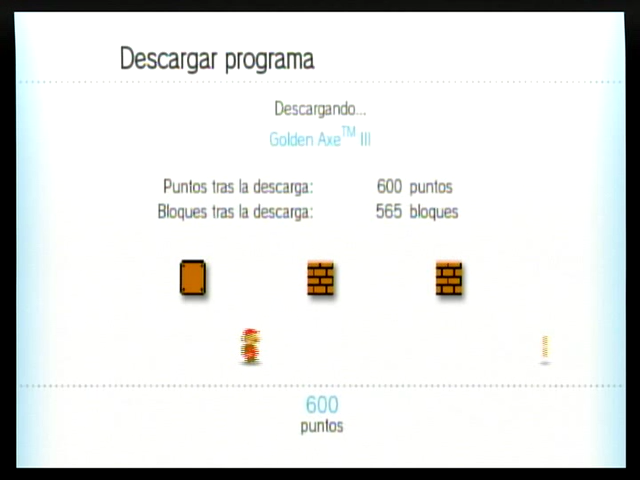 Descargar programa
Descargando...
Golden Axe™ III
Puntos tras la descarga: 600 puntos
Bloques tras la descarga: 565 bloques
600
puntos